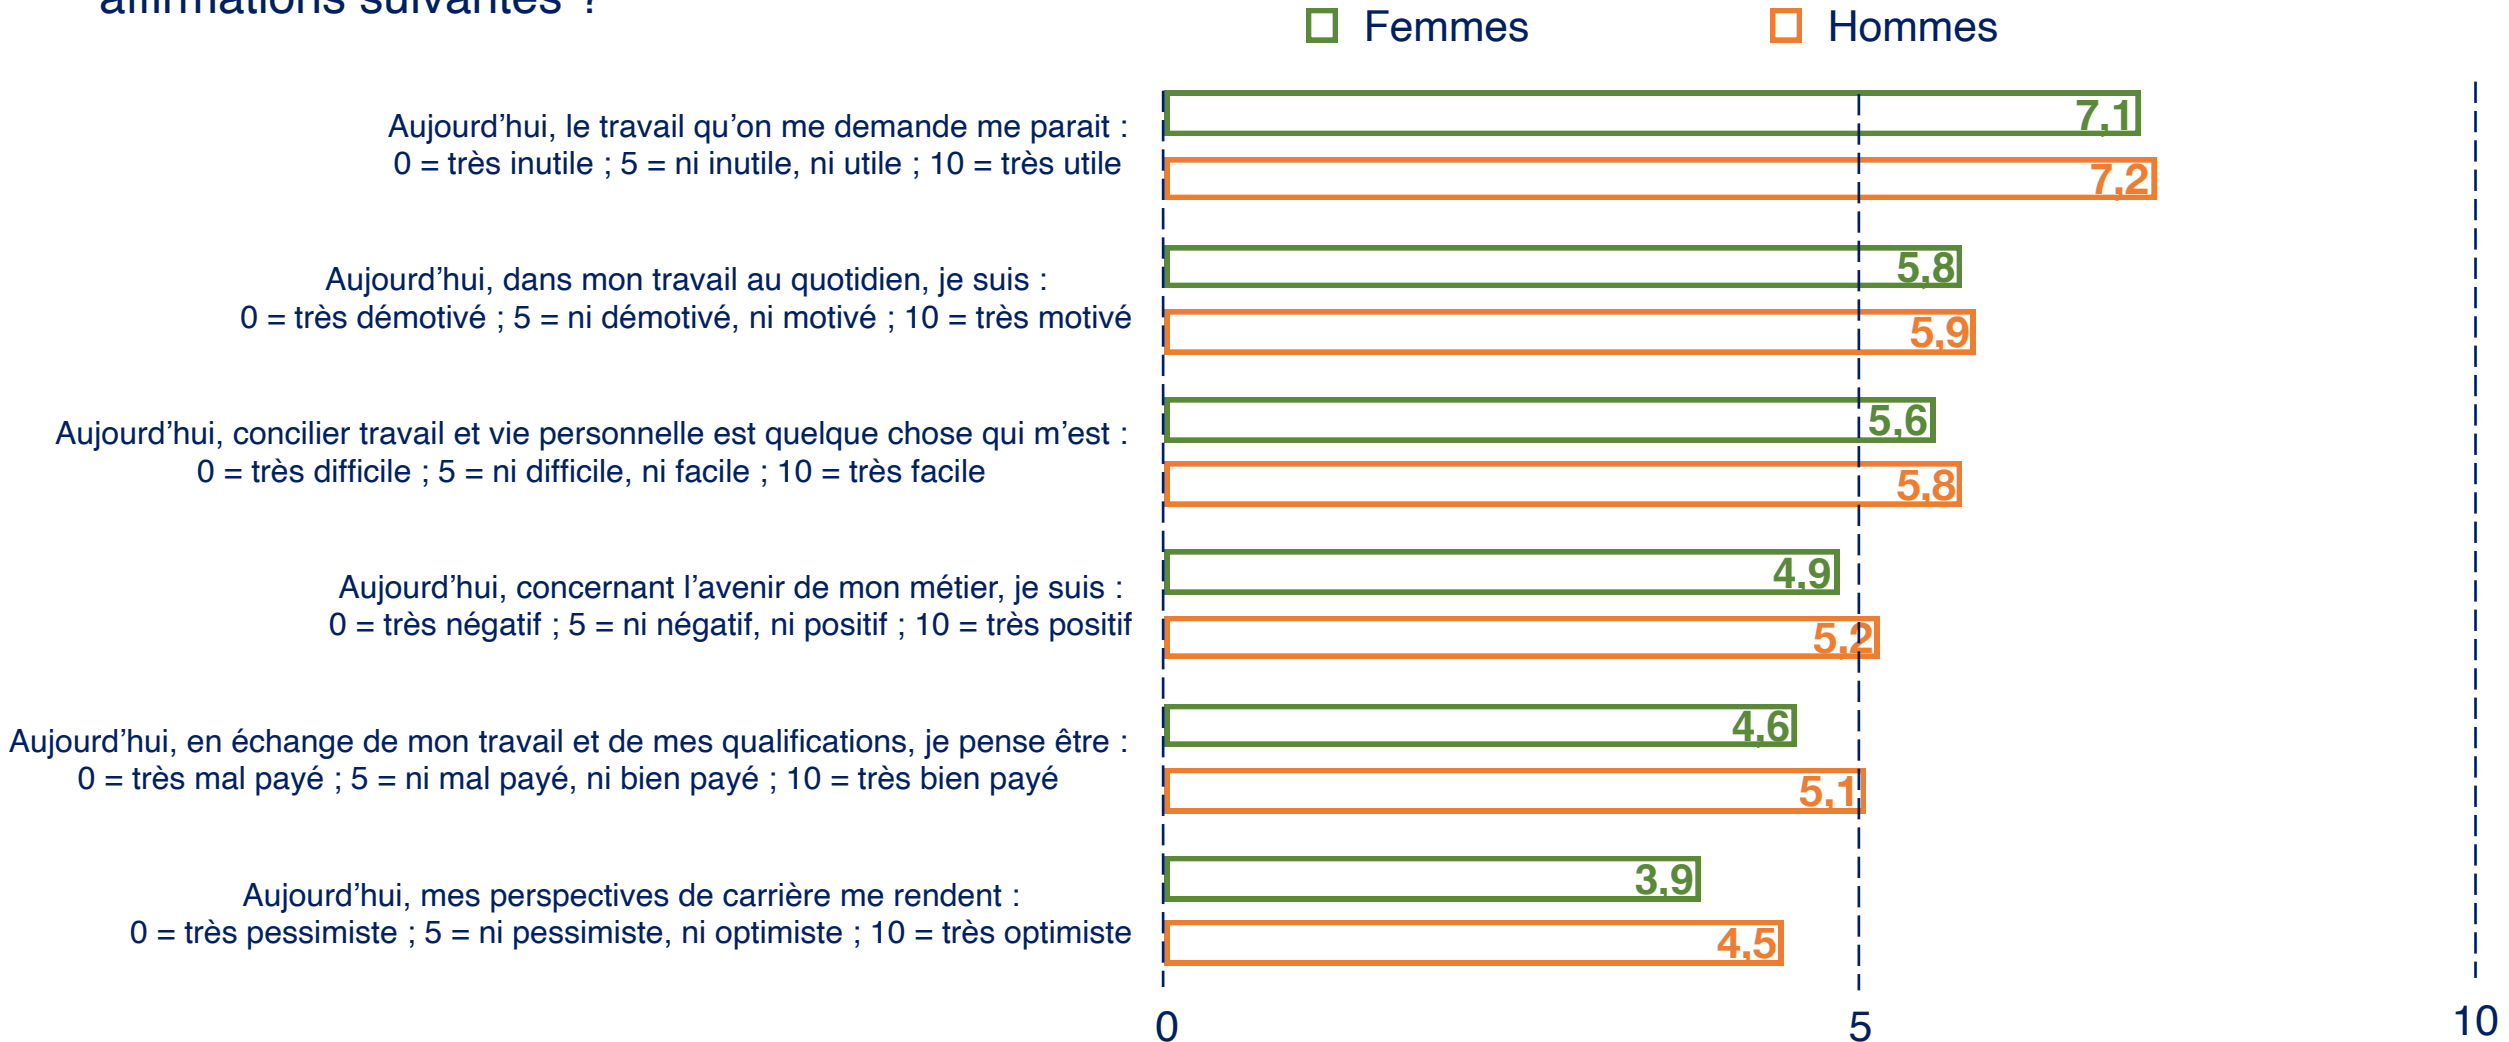 affirmations suivantes ?
Femmes
Hommes
Aujourd’hui, le travail qu’on me demande me parait :
0 = très inutile ; 5 = ni inutile, ni utile ; 10 = très utile
7,1
7,2
Aujourd’hui, dans mon travail au quotidien, je suis :
0 = très démotivé ; 5 = ni démotivé, ni motivé ; 10 = très motivé
5,8
5,9
Aujourd’hui, concilier travail et vie personnelle est quelque chose qui m’est :
0 = très difficile ; 5 = ni difficile, ni facile ; 10 = très facile
5,6
5,8
Aujourd’hui, concernant l’avenir de mon métier, je suis :
0 = très négatif ; 5 = ni négatif, ni positif ; 10 = très positif
4,9
5,2
Aujourd’hui, en échange de mon travail et de mes qualifications, je pense être :
0 = très mal payé ; 5 = ni mal payé, ni bien payé ; 10 = très bien payé
4,6
5,1
Aujourd’hui, mes perspectives de carrière me rendent :
0 = très pessimiste ; 5 = ni pessimiste, ni optimiste ; 10 = très optimiste
3,9
4,5
0
5
10